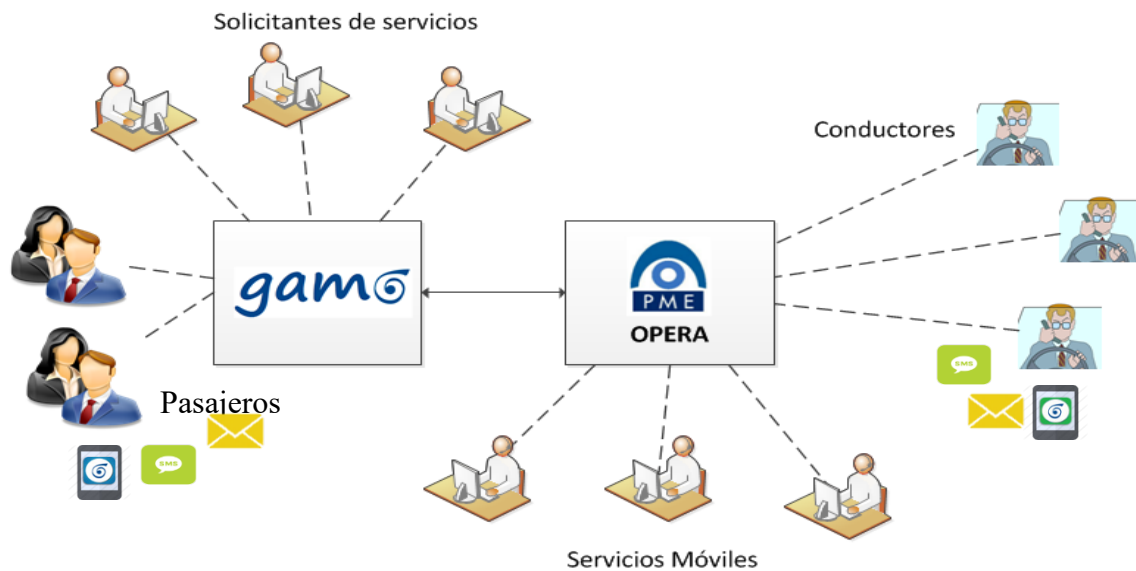 Solicitantes de servicios
Conductores
gamo
PME
OPERA
Pasajeros
SMS
SMS
Servicios Móviles